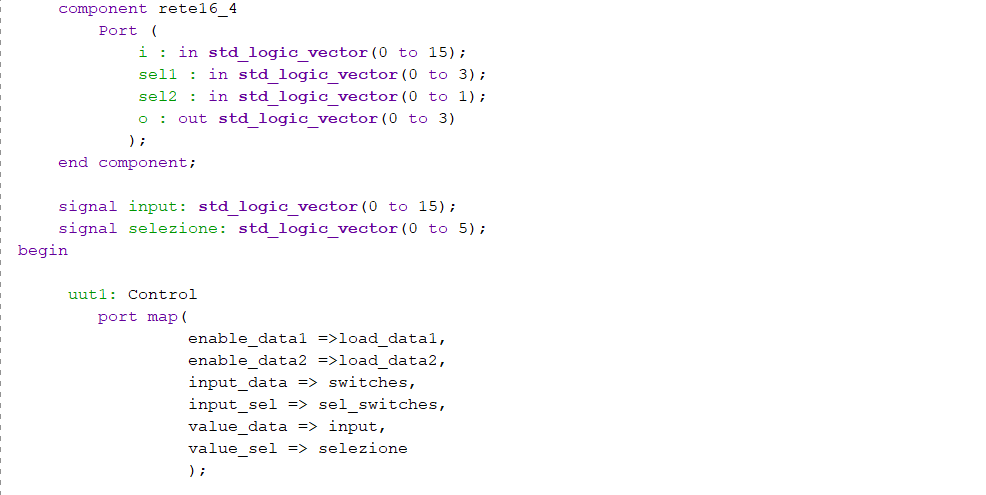 component rete16_4
Port (
i : in std_logic_vector(0 to 15);
sel1 : in std_logic_vector(0 to 3);
sel2 : in std_logic_vector(0 to 1);
o : out std_logic_vector(0 to 3)
);
end component;
signal input: std_logic_vector(0 to 15);
signal selezione: std_logic_vector(0 to 5);
begin
uut1: Control
port map(
enable_data1 =>load_data1,
enable_data2 =>load_data2,
input_data => switches,
input_sel => sel_switches,
value_data => input,
value_sel => selezione
);